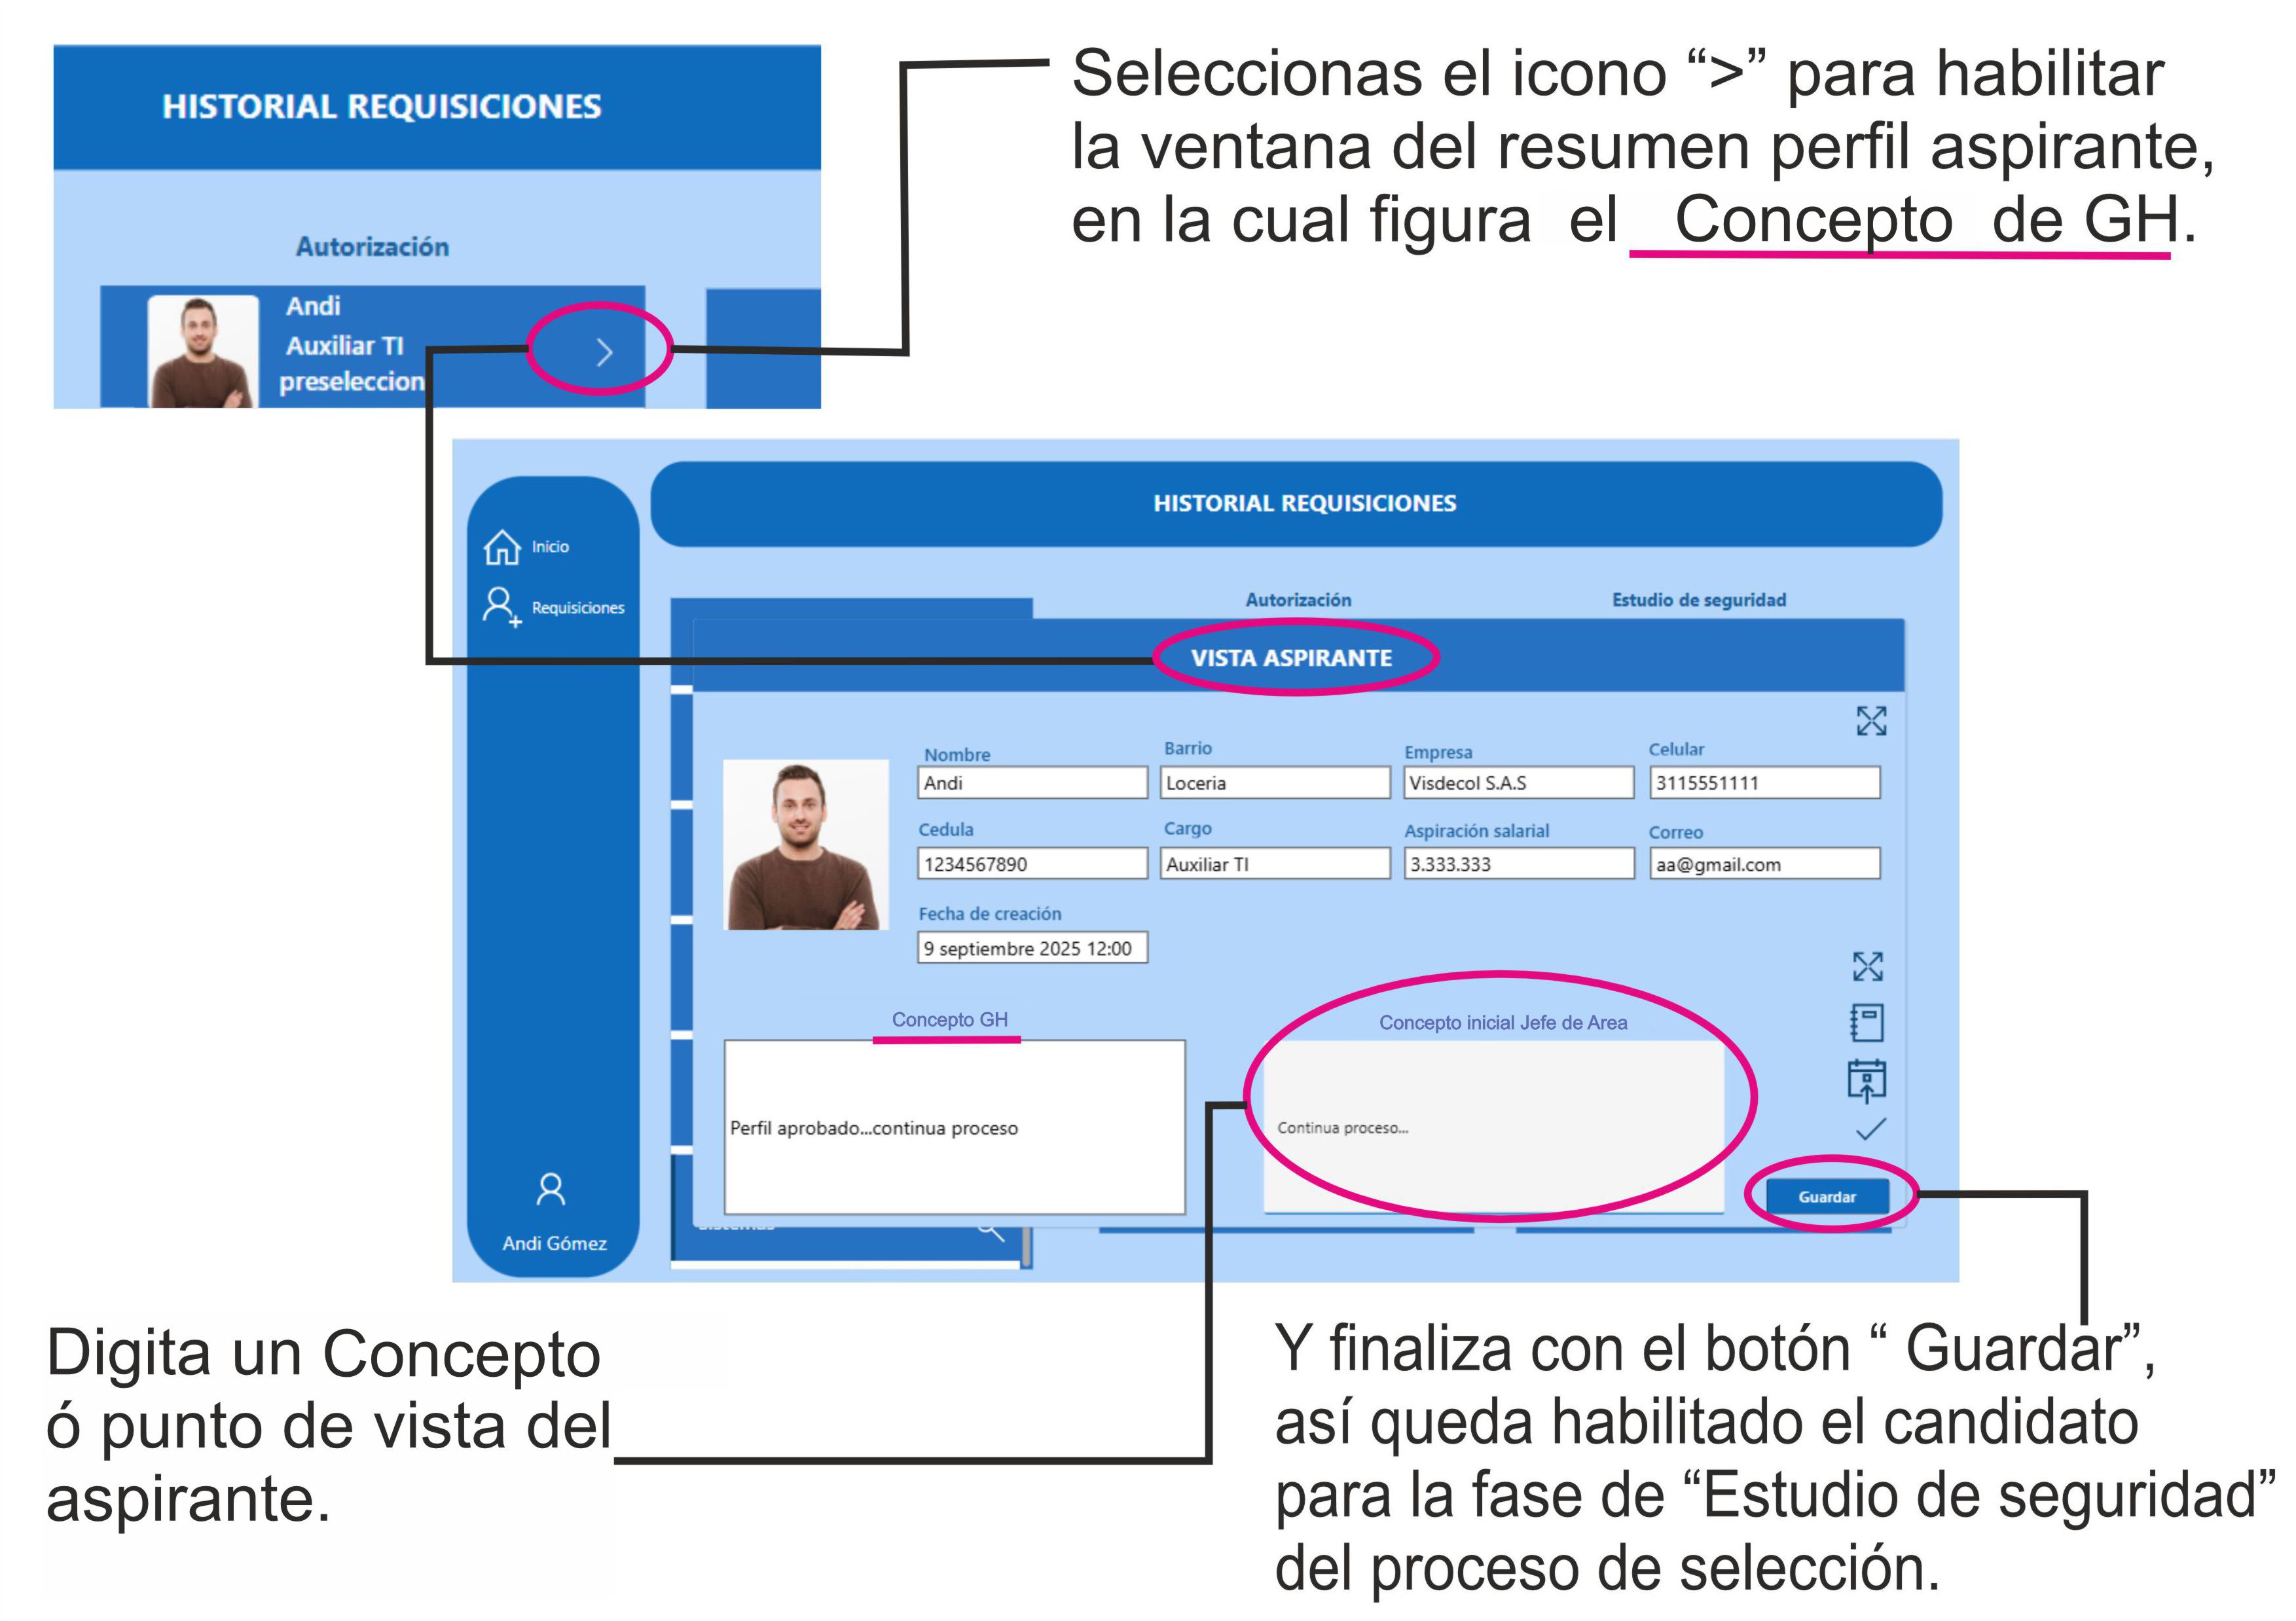 HISTORIAL REQUISICIONES
Autorización
Andi
Auxiliar TI
preseleccion
Seleccionas el icono “>” para habilitar
la ventana del resumen perfil aspirante,
en la cual figura el Concepto de GH.
HISTORIAL REQUISICIONES
Inicio
Requisiciones
Autorización
Estudio de seguridad
VISTA ASPIRANTE
Nombre
Barrio
Empresa
Celular
Andi
Loceria
Visdecol S.A.S
3115551111
Cedula
Cargo
Aspiración salarial
Correo
1234567890
Auxiliar TI
3.333.333
aa@gmail.com
Fecha de creación
9 septiembre 2025 12:00
Concepto GH
Concepto inicial Jefe de Area
Perfil aprobado...continua proceso
Continua proceso...
Guardar
Sistemas
Andi Gómez
Digita un Concepto
ó punto de vista del
aspirante.
Y finaliza con el botón “ Guardar”,
así queda habilitado el candidato
para la fase de “Estudio de seguridad”
del proceso de selección.